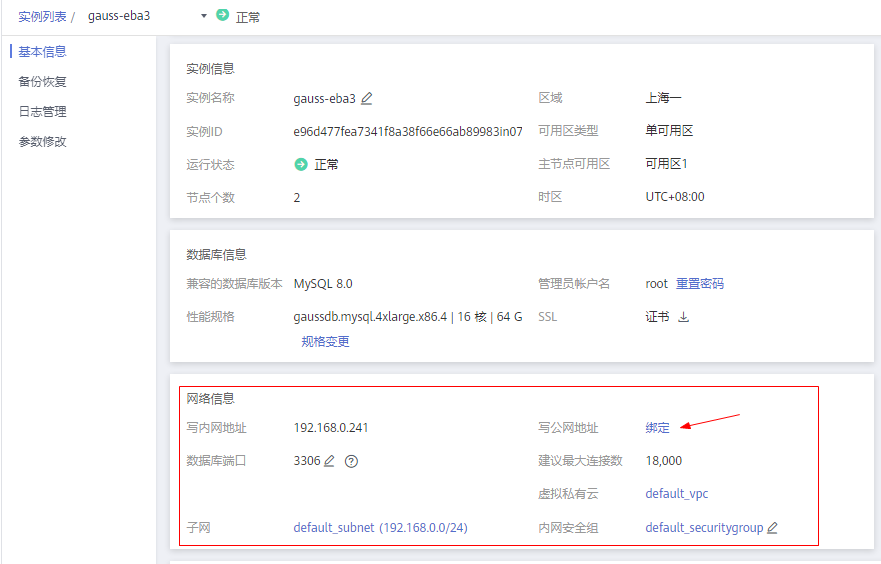 实例列表 / gauss-eba3 正常
基本信息
备份恢复
日志管理
参数修改
实例信息
实例名称 gauss-eba3 区域 上海一
实例ID e96d477fea7341f8a38f66e66ab89983in07 可用区类型 单可用区
运行状态 正常 主节点可用区 可用区1
节点个数 2 时区 UTC+08:00
数据库信息
兼容的数据库版本 MySQL 8.0 管理员帐户名 root 重置密码
性能规格 gaussdb.mysql.4xlarge.x86.4 | 16 核 | 64 G SSL 证书
规格变更
网络信息
写内网地址 192.168.0.241 写公网地址 绑定
数据库端口 3306 建议最大连接数 18,000
虚拟私有云 default_vpc
子网 default_subnet (192.168.0.0/24) 内网安全组 default_securitygroup